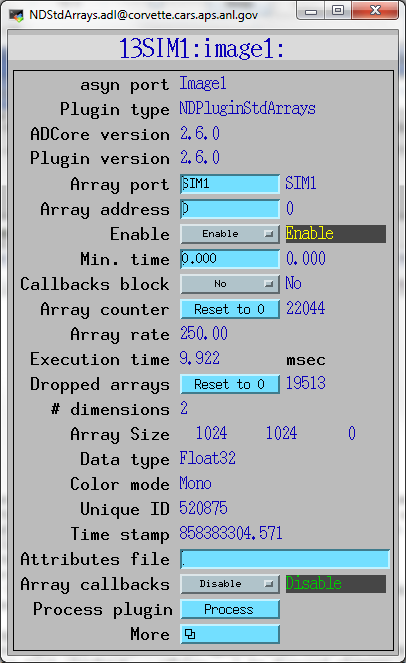 NDStdArrays.adl@corvette.cars.aps.anl.gov
13SIM1:image1:
asyn port Image1
Plugin type NDPluginStdArrays
ADCore version 2.6.0
Plugin version 2.6.0
Array port SIM1 SIM1
Array address 0 0
Enable Enable Enable
Min. time 0.000 0.000
Callbacks block No No
Array counter Reset to 0 22044
Array rate 250.00
Execution time 9.922 msec
Dropped arrays Reset to 0 19513
# dimensions 2
Array Size 1024 1024 0
Data type Float32
Color mode Mono
Unique ID 520875
Time stamp 858383304.571
Attributes file
Array callbacks Disable Disable
Process plugin Process
More